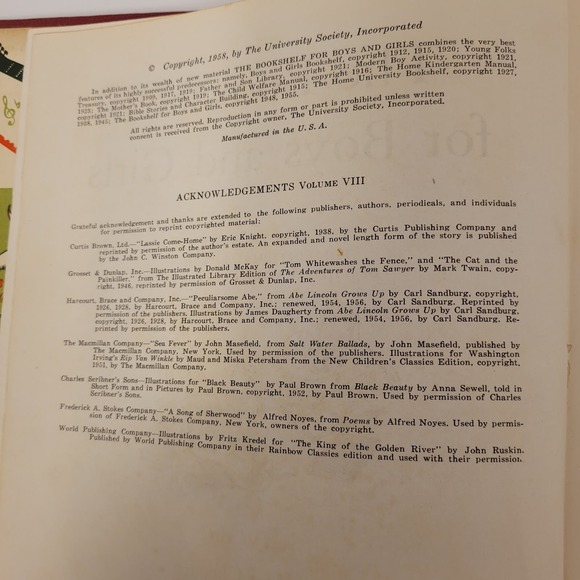 © Copyright, 1958, by The University Society, Incorporated
In addition to its wealth of new material THE BOOKSHELF FOR BOYS AND GIRLS combines the very best
features of its highly successful predecessors; namely, Boys and Girls Bookshelf, copyright 1912, 1915, 1920; Young Folks
Treasury, copyright 1909, 1917, 1919; Father and Son Library, copyright 1921; Modern Boy Activity, copyright 1921,
1923; The Mother's Book, copyright 1919; The Child Welfare Manual, copyright 1916; The Home Kindergarten Manual,
copyright 1921; Bible Stories and Character Building, copyright 1915; The Home University Bookshelf, copyright 1927,
1938, 1945; The Bookshelf for Boys and Girls, copyright 1948, 1955.
All rights are reserved. Reproduction in any form or part is prohibited unless written
consent is received from the Copyright owner, The University Society, Incorporated.
Manufactured in the U. S. A.
ACKNOWLEDGEMENTS VOLUME VIII
Grateful acknowledgement and thanks are extended to the following publishers, authors, periodicals, and individuals
for permission to reprint copyrighted material:
Curtis Brown, Ltd.—"Lassie Come-Home" by Eric Knight, copyright, 1938, by the Curtis Publishing Company and
reprinted by permission of the author's estate. An expanded and novel length form of the story is published
by the John C. Winston Company.
Grosset & Dunlap, Inc.—Illustrations by Donald McKay for "Tom Whitewashes the Fence," and "The Cat and the
Painkiller," from The Illustrated Library Edition of The Adventures of Tom Sawyer by Mark Twain, copy-
right, 1946, reprinted by permission of Grosset & Dunlap, Inc.
Harcourt, Brace and Company, Inc.—"Peculiarsome Abe," from Abe Lincoln Grows Up by Carl Sandburg, copyright,
1926, 1928, by Harcourt, Brace and Company, Inc.; renewed, 1954, 1956, by Carl Sandburg. Reprinted by
permission of the publishers. Illustrations by James Daugherty from Abe Lincoln Grows Up by Carl Sandburg,
copyright, 1926, 1928, by Harcourt, Brace and Company, Inc.; renewed, 1954, 1956, by Carl Sandburg. Re-
printed by permission of the publishers.
The Macmillan Company—"Sea Fever" by John Masefield, from Salt Water Ballads, by John Masefield, published by
The Macmillan Company, New York. Used by permission of the publishers. Illustrations for Washington
Irving's Rip Van Winkle by Maud and Miska Petersham from the New Children's Classics Edition, copyright,
1951, by The Macmillan Company.
Charles Scribner's Sons—Illustrations for "Black Beauty" by Paul Brown from Black Beauty by Anna Sewell, told in
Short Form and in Pictures by Paul Brown, copyright, 1952, by Paul Brown. Used by permission of Charles
Scribner's Sons.
Frederick A. Stokes Company—"A Song of Sherwood" by Alfred Noyes, from Poems by Alfred Noyes. Used by permis-
sion of Frederick A. Stokes Company, New York, owners of the copyright.
World Publishing Company—Illustrations by Fritz Kredel for "The King of the Golden River" by John Ruskin.
Published by World Publishing Company in their Rainbow Classics edition and used with their permission.